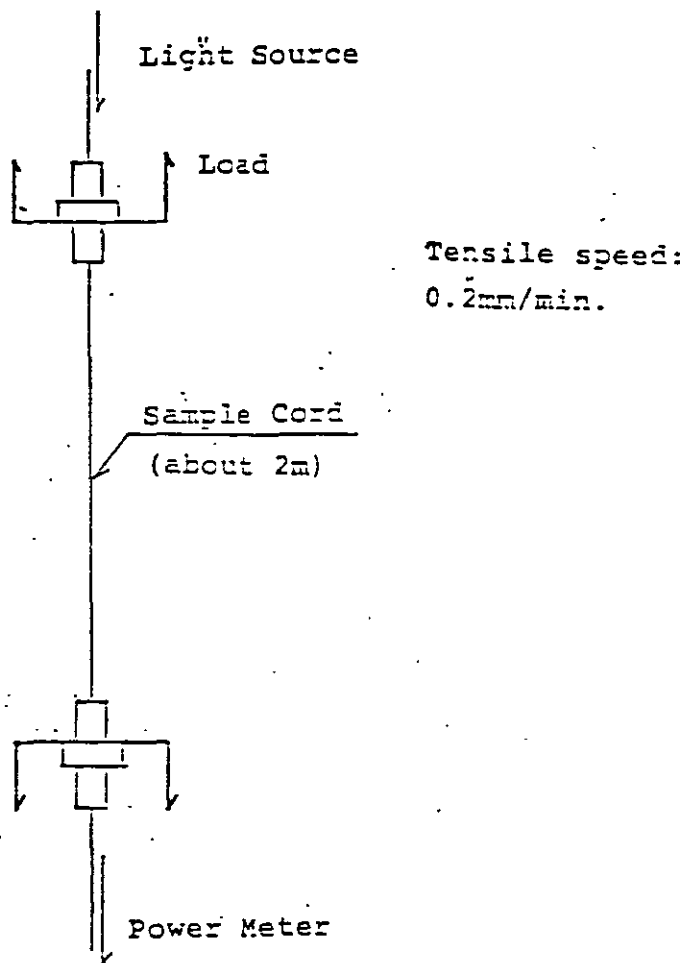 Light Source
Load
Tensile speed:
0.2mm/min.
Sample Cord
(about 2m)
Power Meter